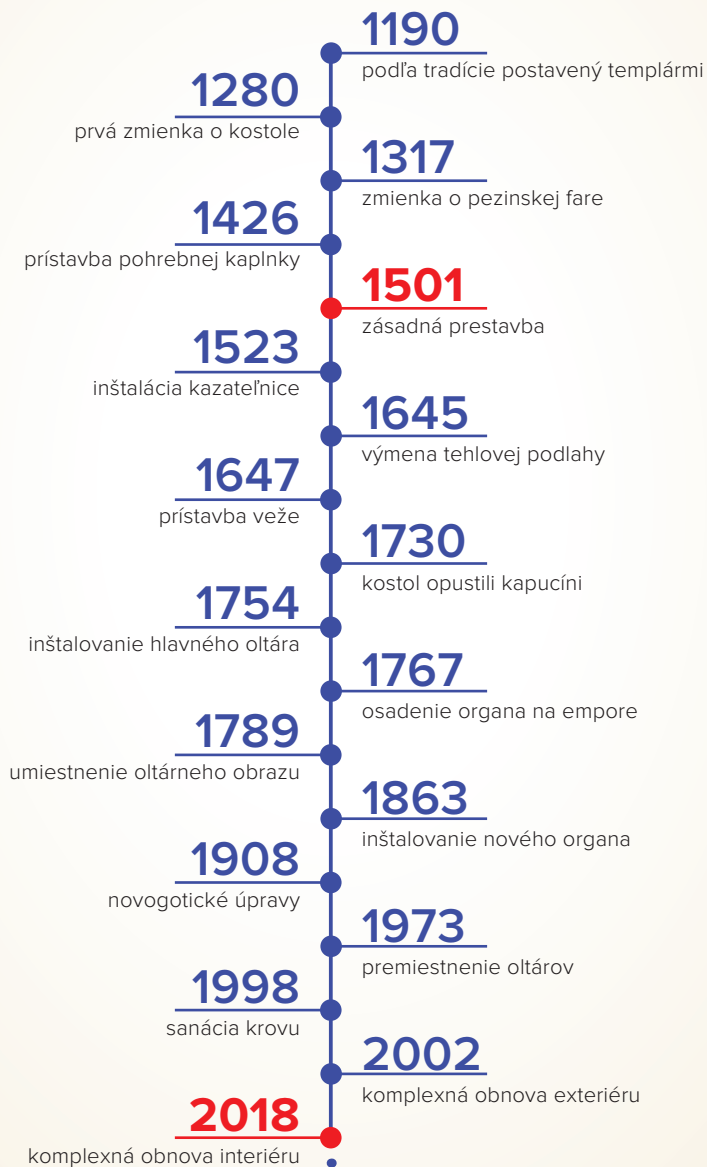 1190
podľa tradície postavený templármi
1280
prvá zmienka o kostole
1317
zmienka o pezinskej fare
1426
prístavba pohrebnej kaplnky
1501
zásadná prestavba
1523
inštalácia kazateľnice
1645
výmena tehlovej podlahy
1647
prístavba veže
1730
kostol opustili kapucíni
1754
inštalovanie hlavného oltára
1767
osadenie organa na empore
1789
umiestnenie oltárneho obrazu
1863
inštalovanie nového organa
1908
novogotické úpravy
1973
premiestnenie oltárov
1998
sanácia krovu
2002
komplexná obnova exteriéru
2018
komplexná obnova interiéru